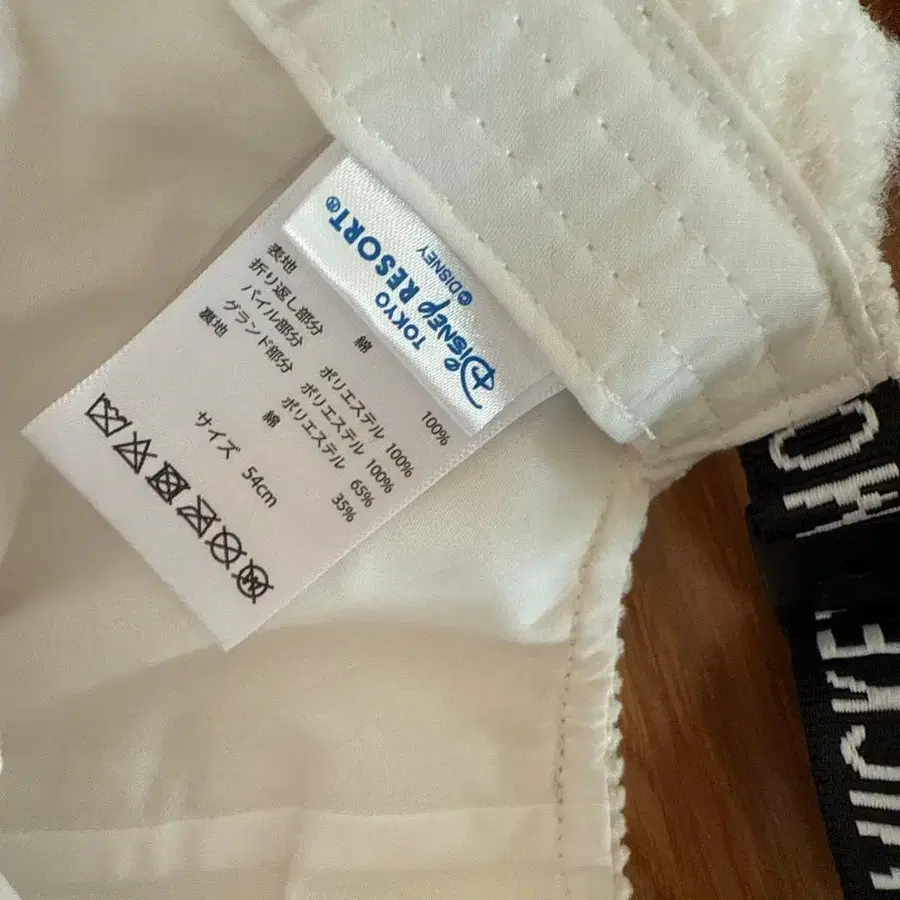 TOKYO
Disney RESORT®
©DISNEY
表地 綿 100%
折り返し部分 ポリエステル 100%
パイル部分 ポリエステル 100%
グランド部分 ポリエステル 65%
綿 35%
裏地
サイズ 54cm